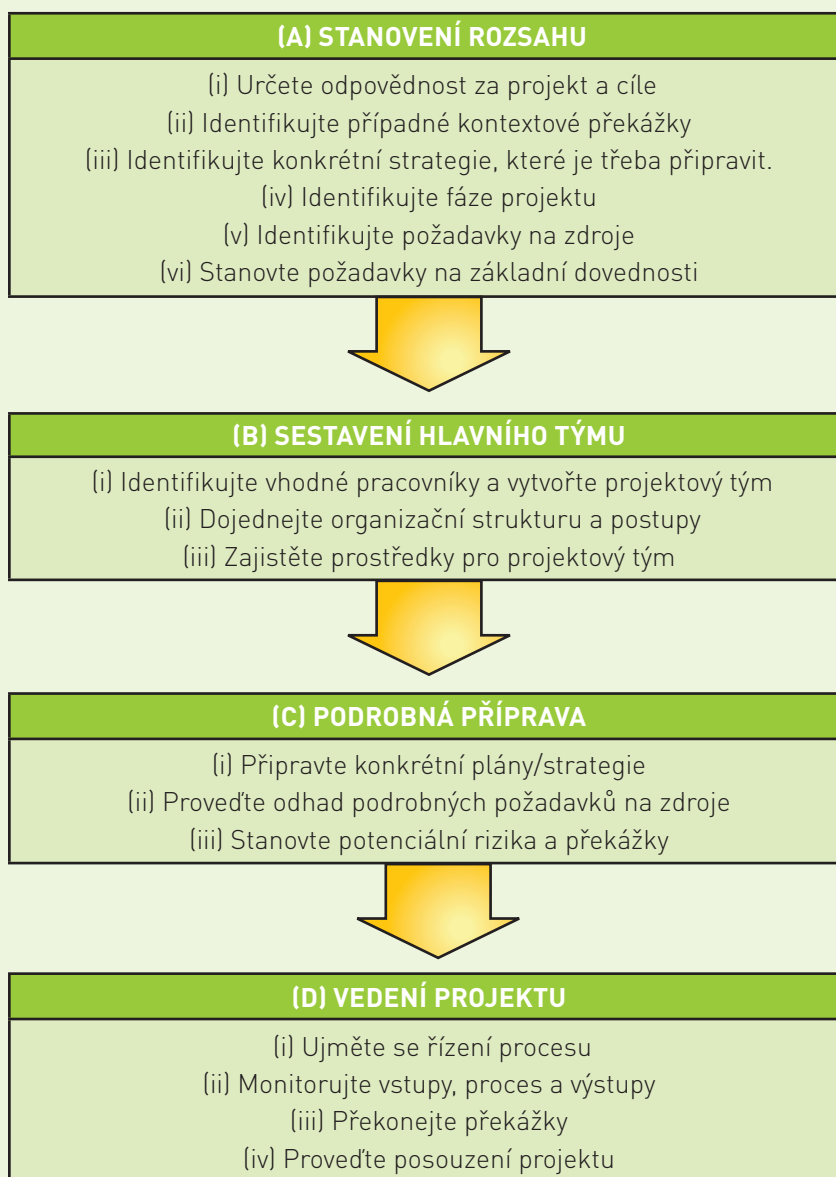 (A) STANOVENÍ ROZSAHU
(i) Určete odpovědnost za projekt a cíle
(ii) Identifikujte případné kontextové překážky
(iii) Identifikujte konkrétní strategie, které je třeba připravit.
(iv) Identifikujte fáze projektu
(v) Identifikujte požadavky na zdroje
(vi) Stanovte požadavky na základní dovednosti
(B) SESTAVENÍ HLAVNÍHO TÝMU
(i) Identifikujte vhodné pracovníky a vytvořte projektový tým
(ii) Dojednejte organizační strukturu a postupy
(iii) Zajistěte prostředky pro projektový tým
(C) PODROBNÁ PŘÍPRAVA
(i) Připravte konkrétní plány/strategie
(ii) Proveďte odhad podrobných požadavků na zdroje
(iii) Stanovte potenciální rizika a překážky
(D) VEDENÍ PROJEKTU
(i) Ujměte se řízení procesu
(ii) Monitorujte vstupy, proces a výstupy
(iii) Překonejte překážky
(iv) Proveďte posouzení projektu